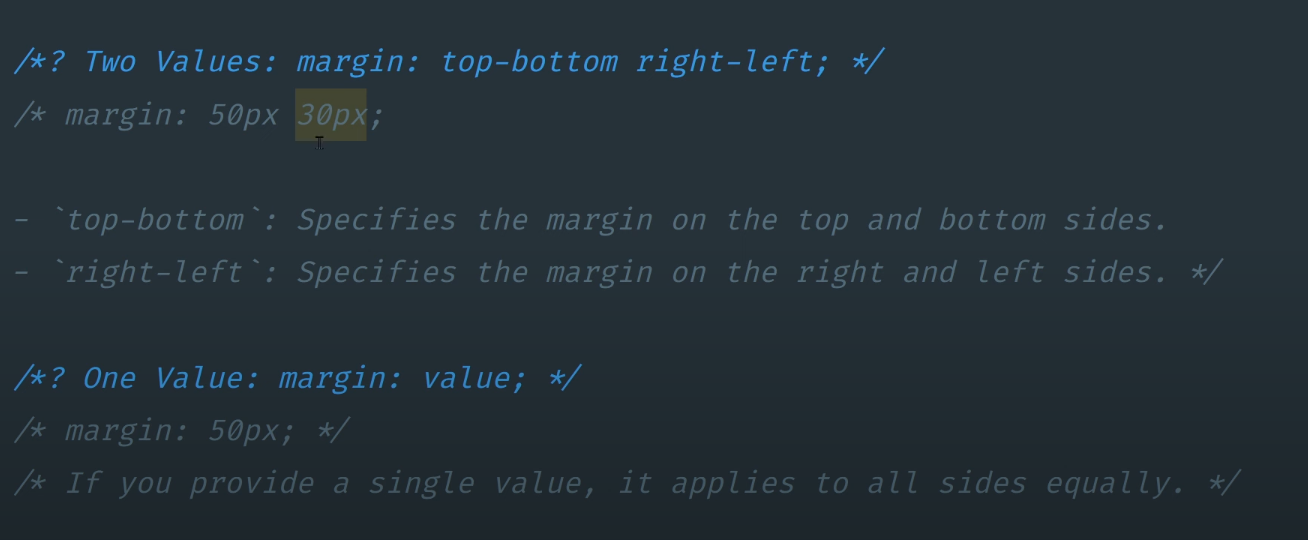 /*? Two Values: margin: top-bottom right-left; */
/* margin: 50px 30px;
- `top-bottom`: Specifies the margin on the top and bottom sides.
- `right-left`: Specifies the margin on the right and left sides. */
/*? One Value: margin: value; */
/* margin: 50px; */
/* If you provide a single value, it applies to all sides equally. */